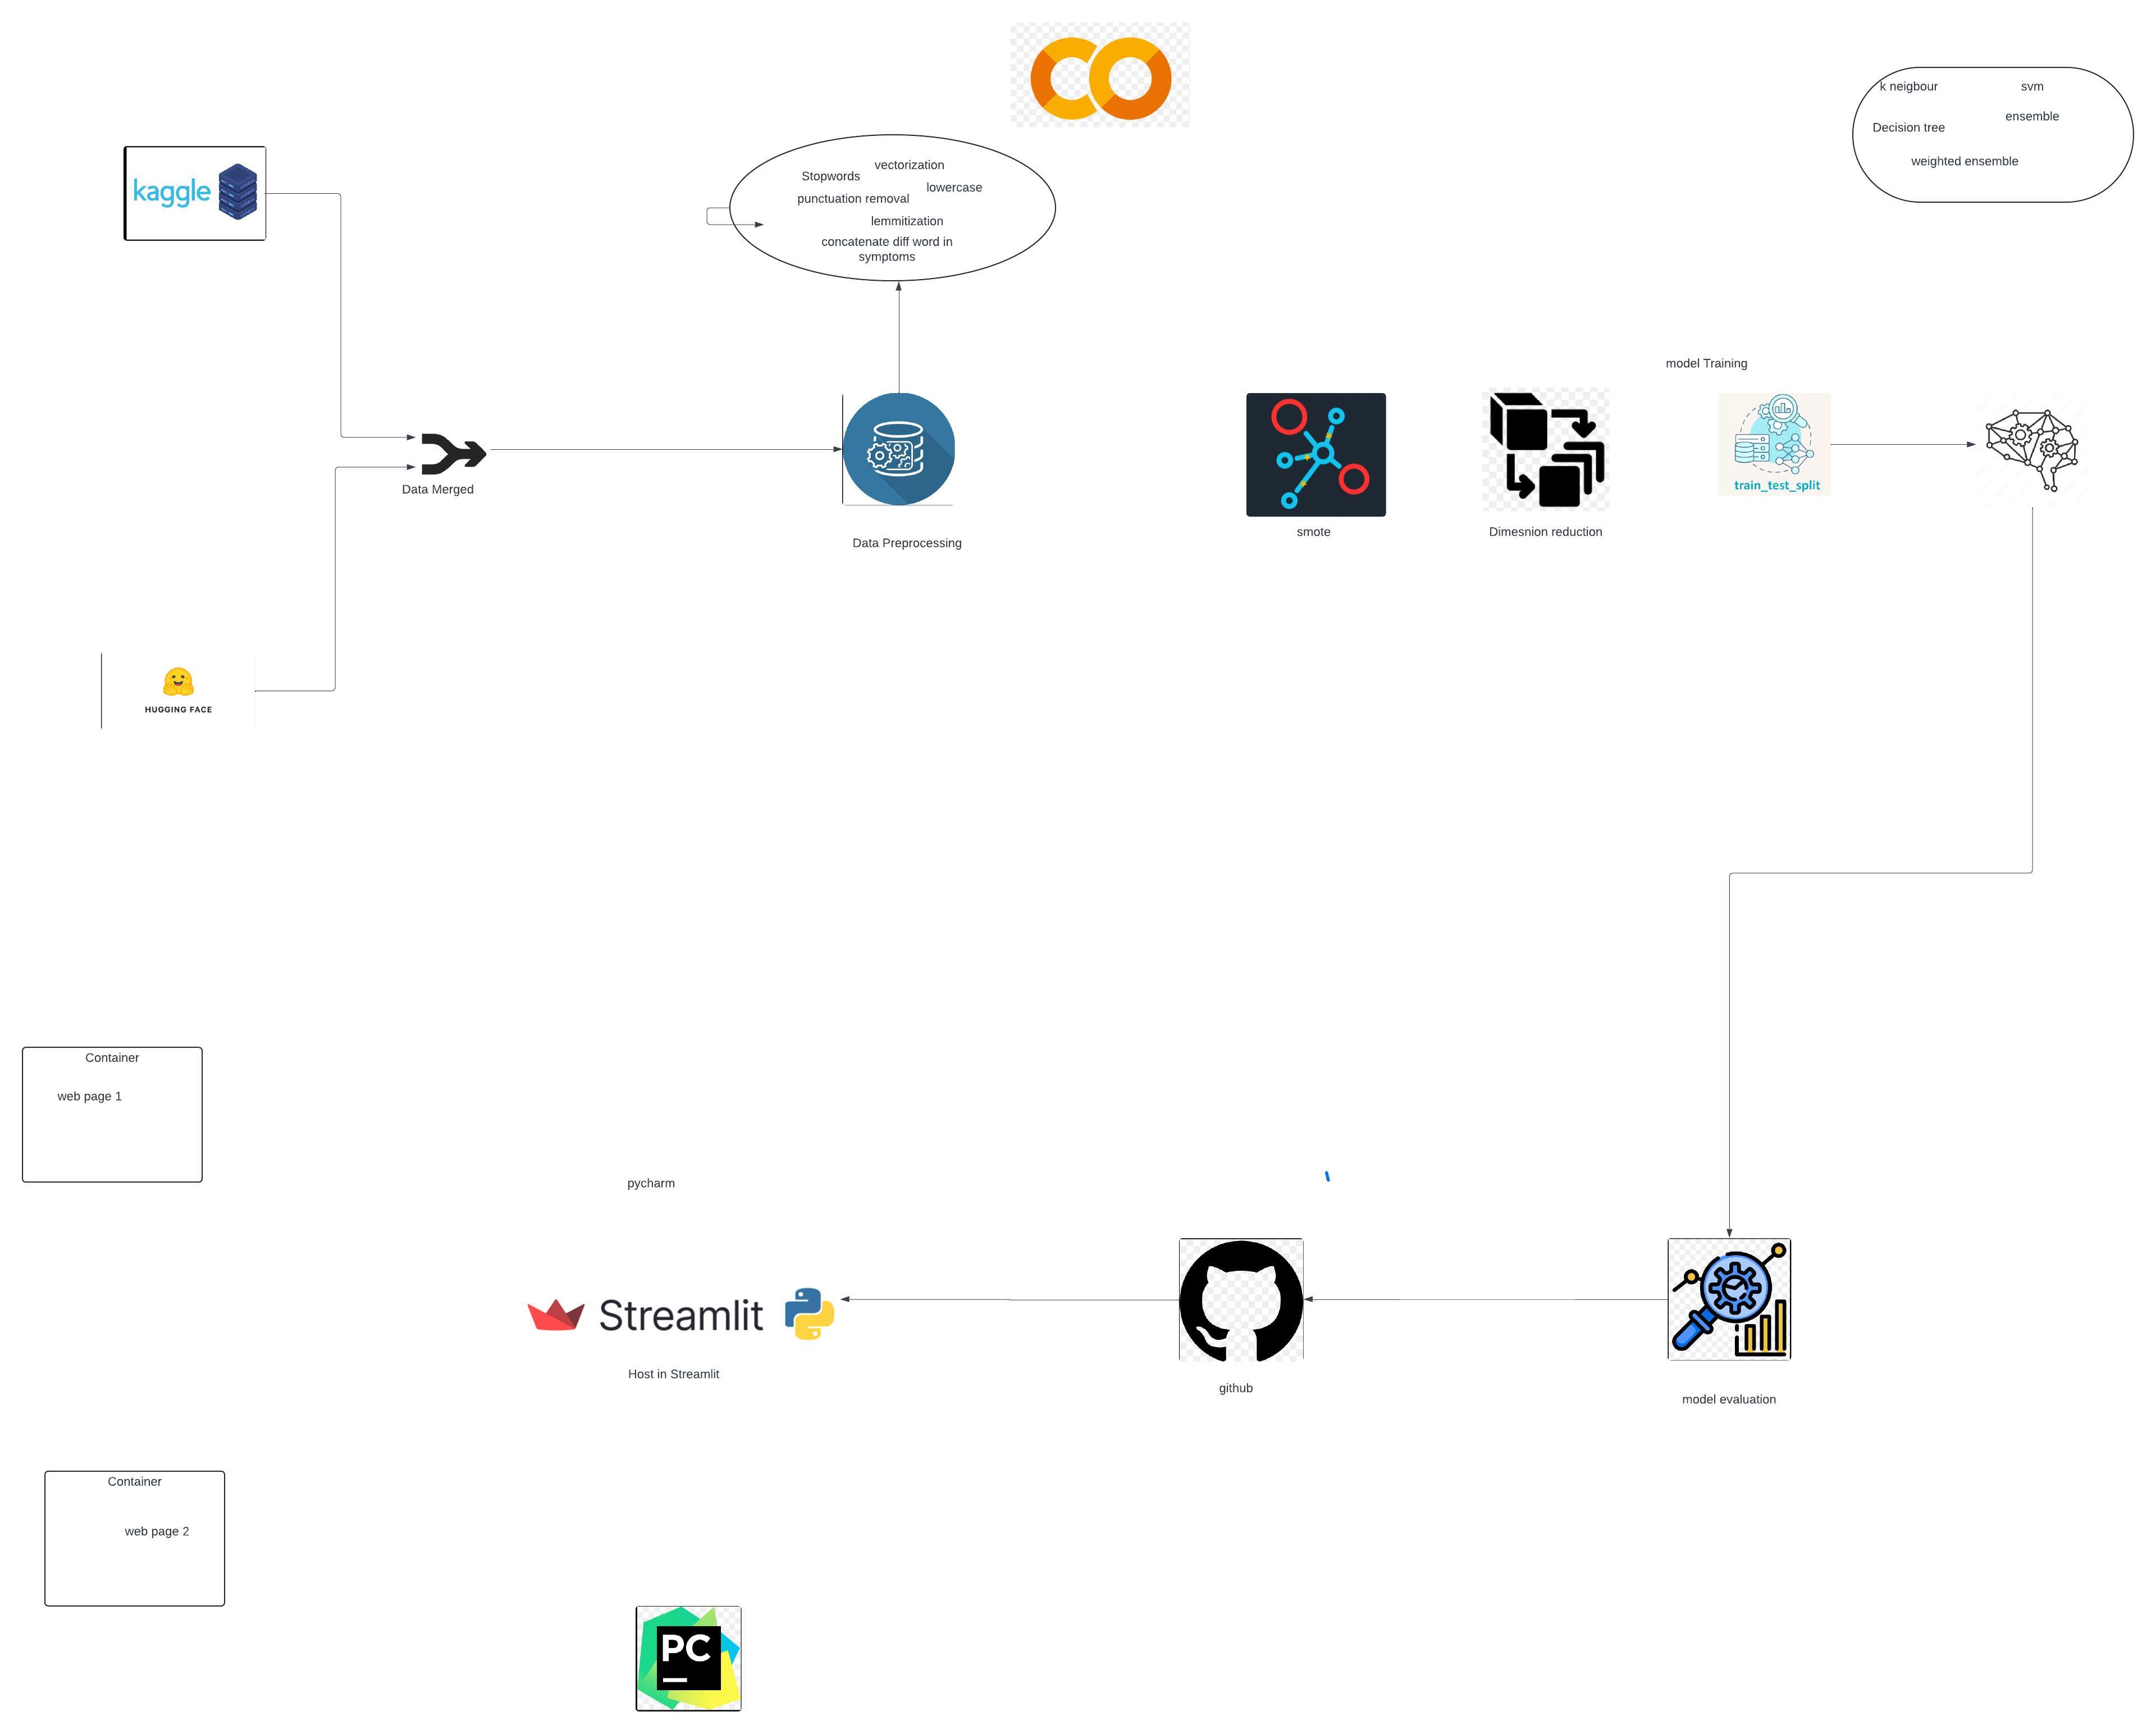 k neigbour
svm
ensemble
Decision tree
weighted ensemble
vectorization
Stopwords
lowercase
punctuation removal
lemmitization
concatenate diff word in
symptoms
kaggle
model Training
train_test_split
Data Merged
smote
Dimesnion reduction
Data Preprocessing
HUGGING FACE
Container
web page 1
pycharm
Streamlit
Host in Streamlit
github
model evaluation
Container
web page 2
PC